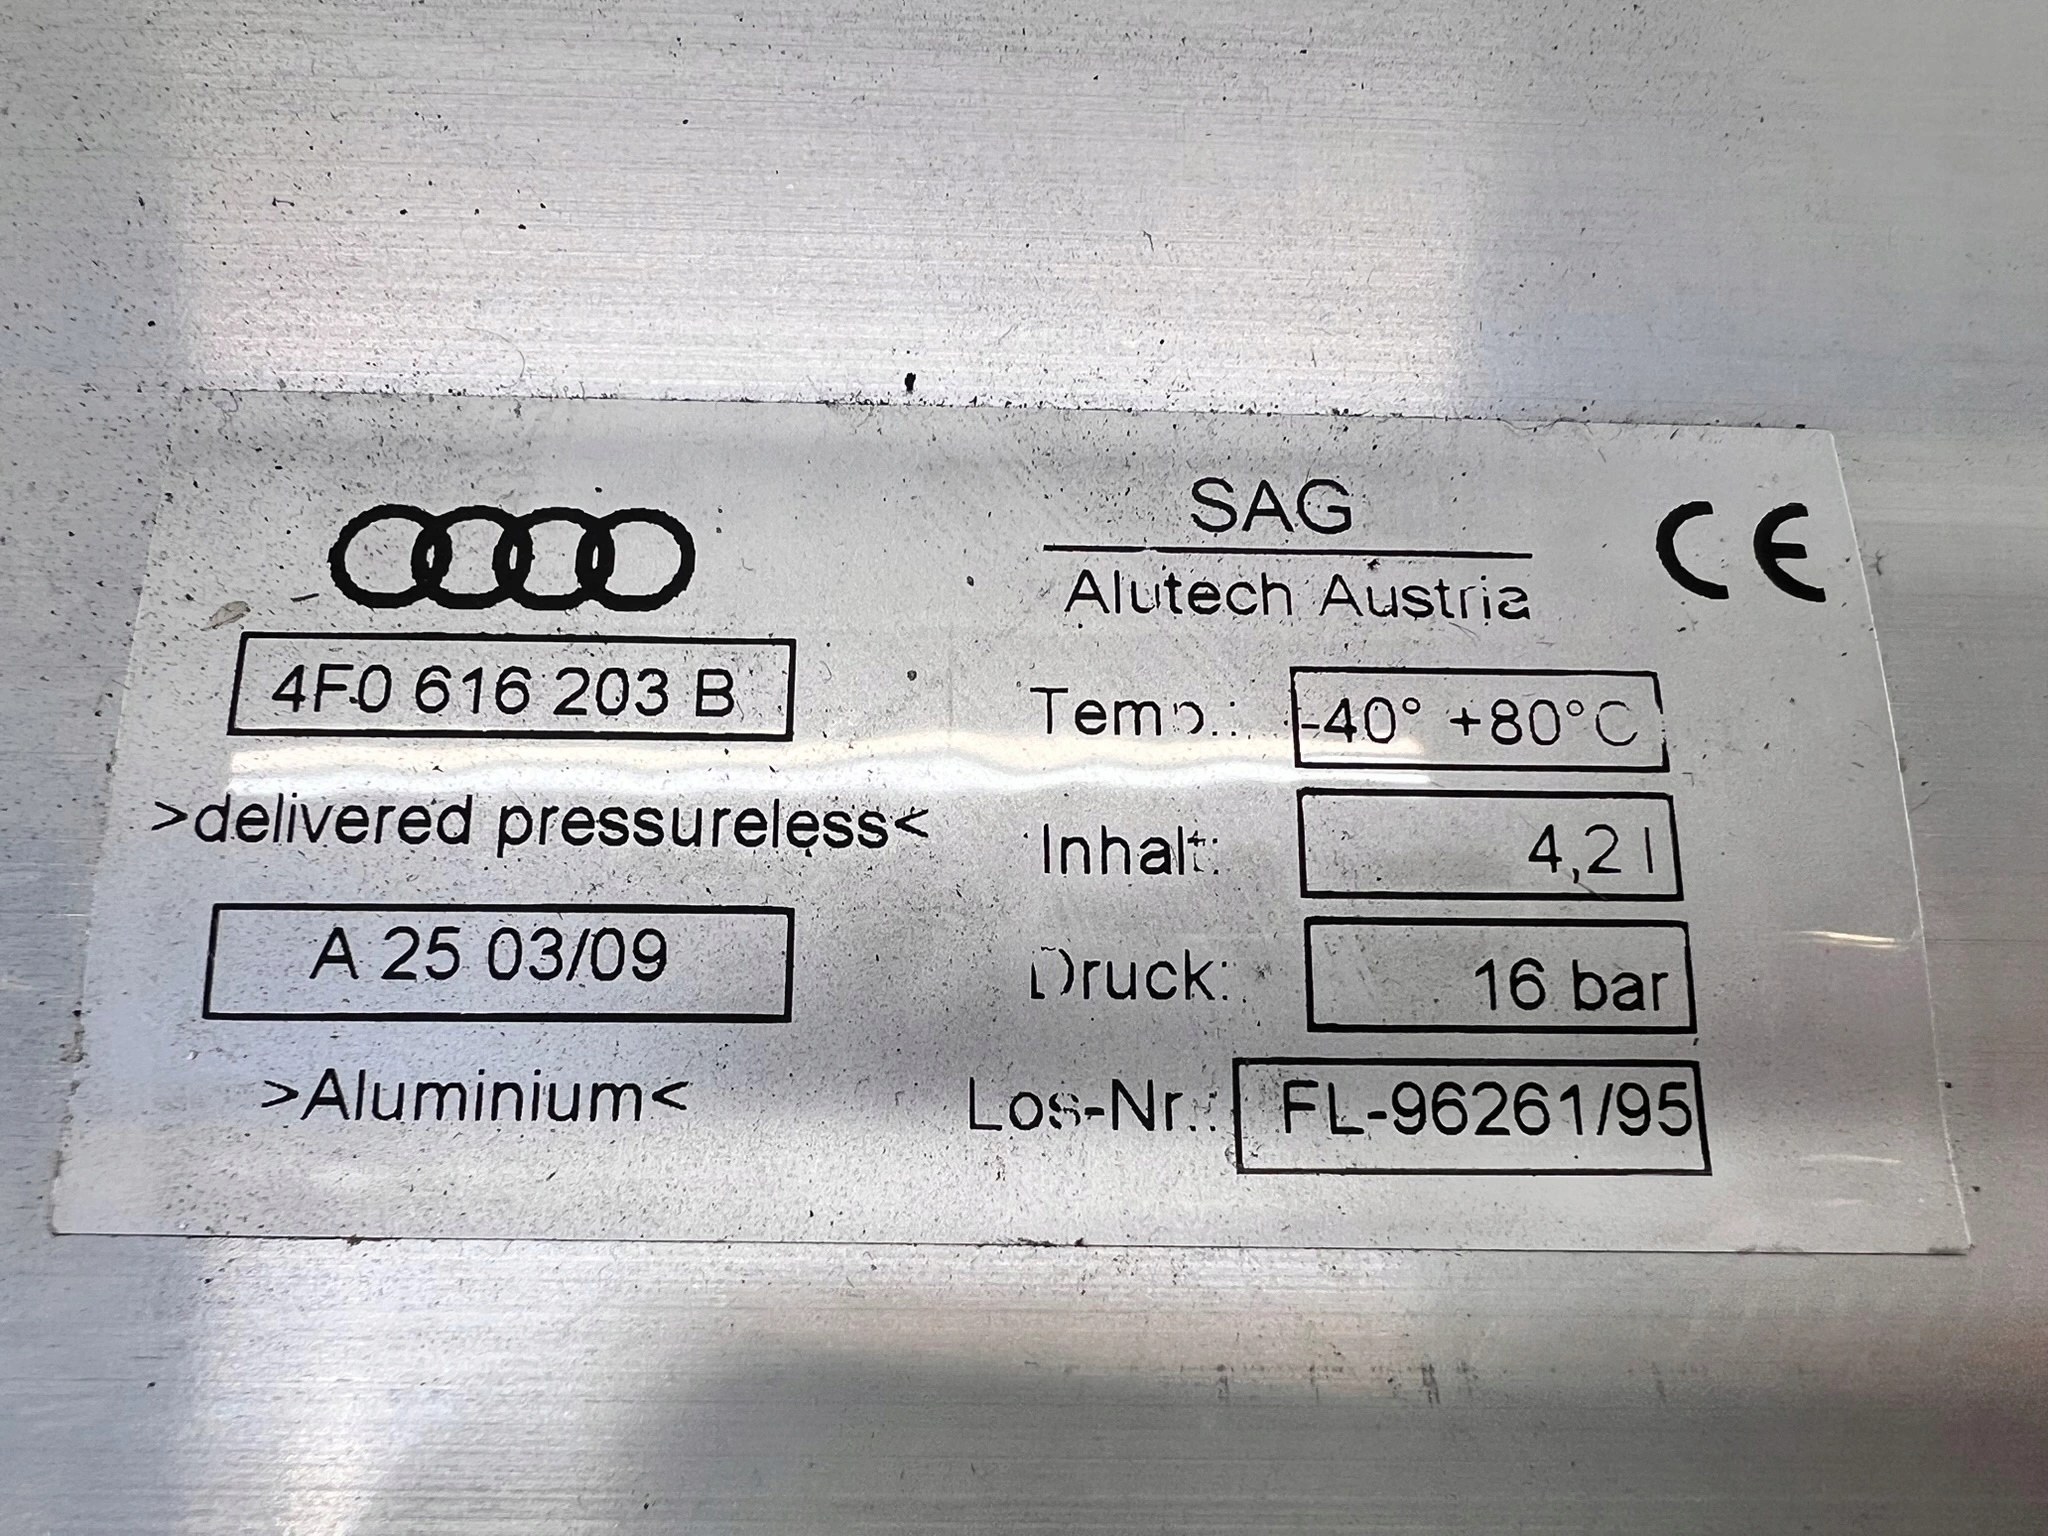 SAG
Alutech Austria
CE
4F0 616 203 B
>delivered pressureless<
A 25 03/09
>Aluminium<
Temp.: -40° +80°C
Inhalt: 4,2 l
Druck: 16 bar
Los-Nr.: FL-96261/95